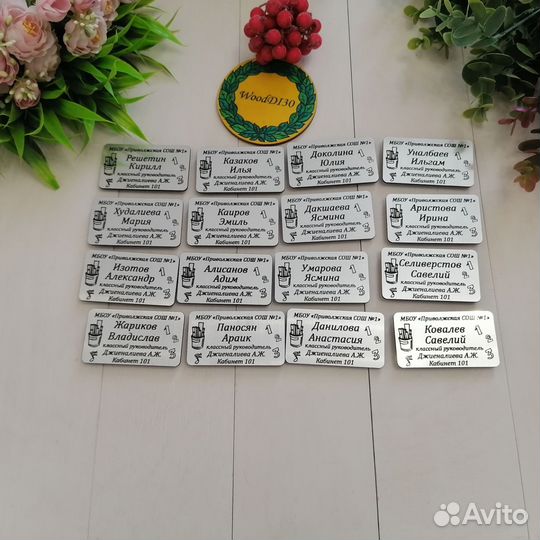 WoodD130
МБОУ «Приволжская СОШ №1»
Решетин
Кирилл
классный руководитель
Джиеналиева А.Ж.
Кабинет 101
МБОУ «Приволжская СОШ №1»
Казаков
Илья
классный руководитель
Джиеналиева А.Ж.
Кабинет 101
МБОУ «Приволжская СОШ №1»
Доколина
Юлия
классный руководитель
Джиеналиева А.Ж.
Кабинет 101
МБОУ «Приволжская СОШ №1»
Уналбаев
Ильгам
классный руководитель
Джиеналиева А.Ж.
Кабинет 101
МБОУ «Приволжская СОШ №1»
Худалиева
Мария
классный руководитель
Джиеналиева А.Ж.
Кабинет 101
МБОУ «Приволжская СОШ №1»
Каиров
Эмиль
классный руководитель
Джиеналиева А.Ж.
Кабинет 101
МБОУ «Приволжская СОШ №1»
Дакшаева
Ясмина
классный руководитель
Джиеналиева А.Ж.
Кабинет 101
МБОУ «Приволжская СОШ №1»
Аристова
Ирина
классный руководитель
Джиеналиева А.Ж.
Кабинет 101
МБОУ «Приволжская СОШ №1»
Изотов
Александр
классный руководитель
Джиеналиева А.Ж.
Кабинет 101
МБОУ «Приволжская СОШ №1»
Алисанов
Адим
классный руководитель
Джиеналиева А.Ж.
Кабинет 101
МБОУ «Приволжская СОШ №1»
Умарова
Ясмина
классный руководитель
Джиеналиева А.Ж.
Кабинет 101
МБОУ «Приволжская СОШ №1»
Селиверстов
Савелий
классный руководитель
Джиеналиева А.Ж.
Кабинет 101
МБОУ «Приволжская СОШ №1»
Жариков
Владислав
классный руководитель
Джиеналиева А.Ж.
Кабинет 101
МБОУ «Приволжская СОШ №1»
Паносян
Араик
классный руководитель
Джиеналиева А.Ж.
Кабинет 101
МБОУ «Приволжская СОШ №1»
Данилова
Анастасия
классный руководитель
Джиеналиева А.Ж.
Кабинет 101
МБОУ «Приволжская СОШ №1»
Ковалев
Савелий
классный руководитель
Джиеналиева А.Ж.
Кабинет 101
Avito